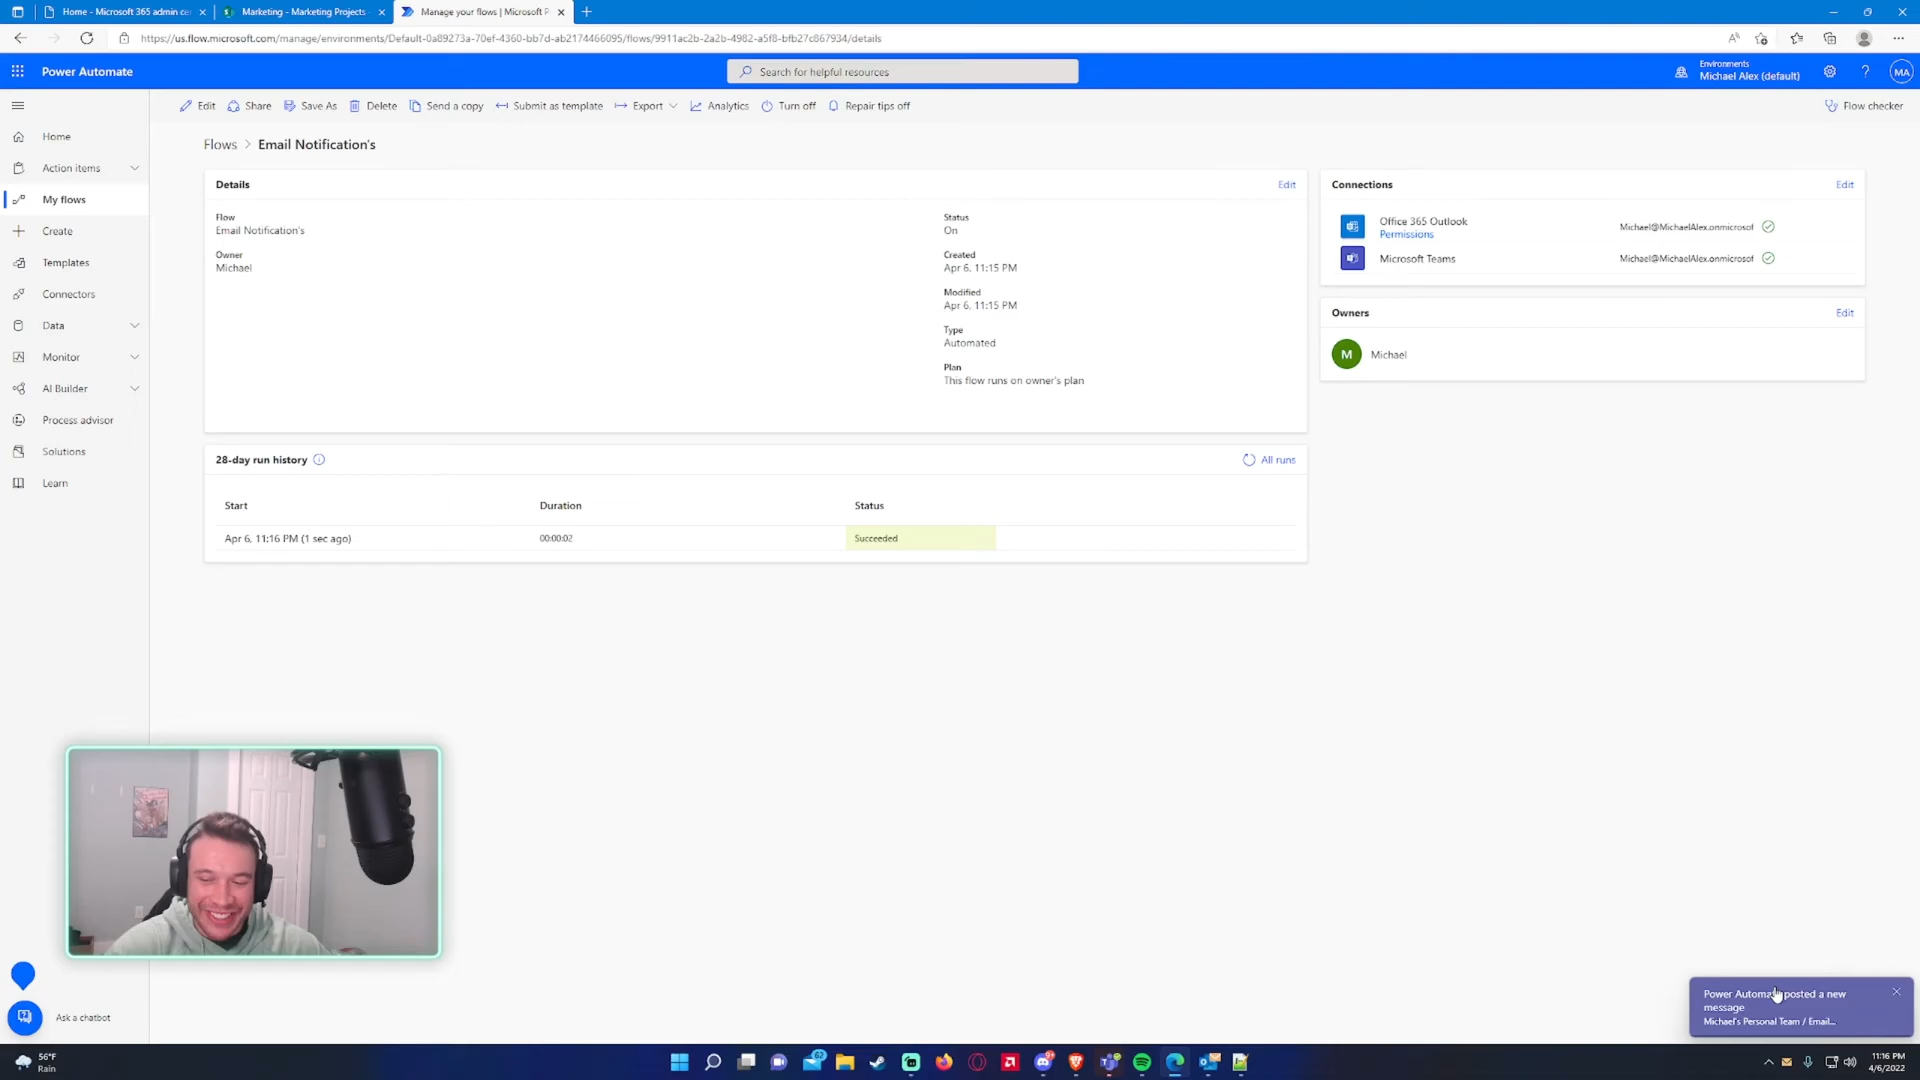 Home - Microsoft 365 admin ce
Marketing - Marketing Projects -
Manage your flows | Microsoft P
https://us.flow.microsoft.com/manage/environments/Default-0a89273a-70ef-4360-bb7d-ab2174466095/flows/9911ac2b-2a2b-4982-a5f8-bfb27c867934/details
Power Automate
Search for helpful resources
Environments
Michael Alex (default)
MA
Edit
Share
Save As
Delete
Send a copy
Submit as template
Export
Analytics
Turn off
Repair tips off
Flow checker
Home
Action items
My flows
Create
Templates
Connectors
Data
Monitor
AI Builder
Process advisor
Solutions
Learn
Flows > Email Notification's
Details
Edit
Flow
Email Notification's
Owner
Michael
Status
On
Created
Apr 6, 11:15 PM
Modified
Apr 6, 11:15 PM
Type
Automated
Plan
This flow runs on owner's plan
Connections
Edit
Office 365 Outlook
Permissions
Michael@MichaelAlex.onmicrosof
Microsoft Teams
Michael@MichaelAlex.onmicrosof
Owners
Edit
M
Michael
28-day run history
All runs
Start
Duration
Status
Apr 6, 11:16 PM (1 sec ago)
00:00:02
Succeeded
Ask a chatbot
Power Automate posted a new
message
Michael's Personal Team / Email...
56°F
Rain
62
11:16 PM
4/6/2022